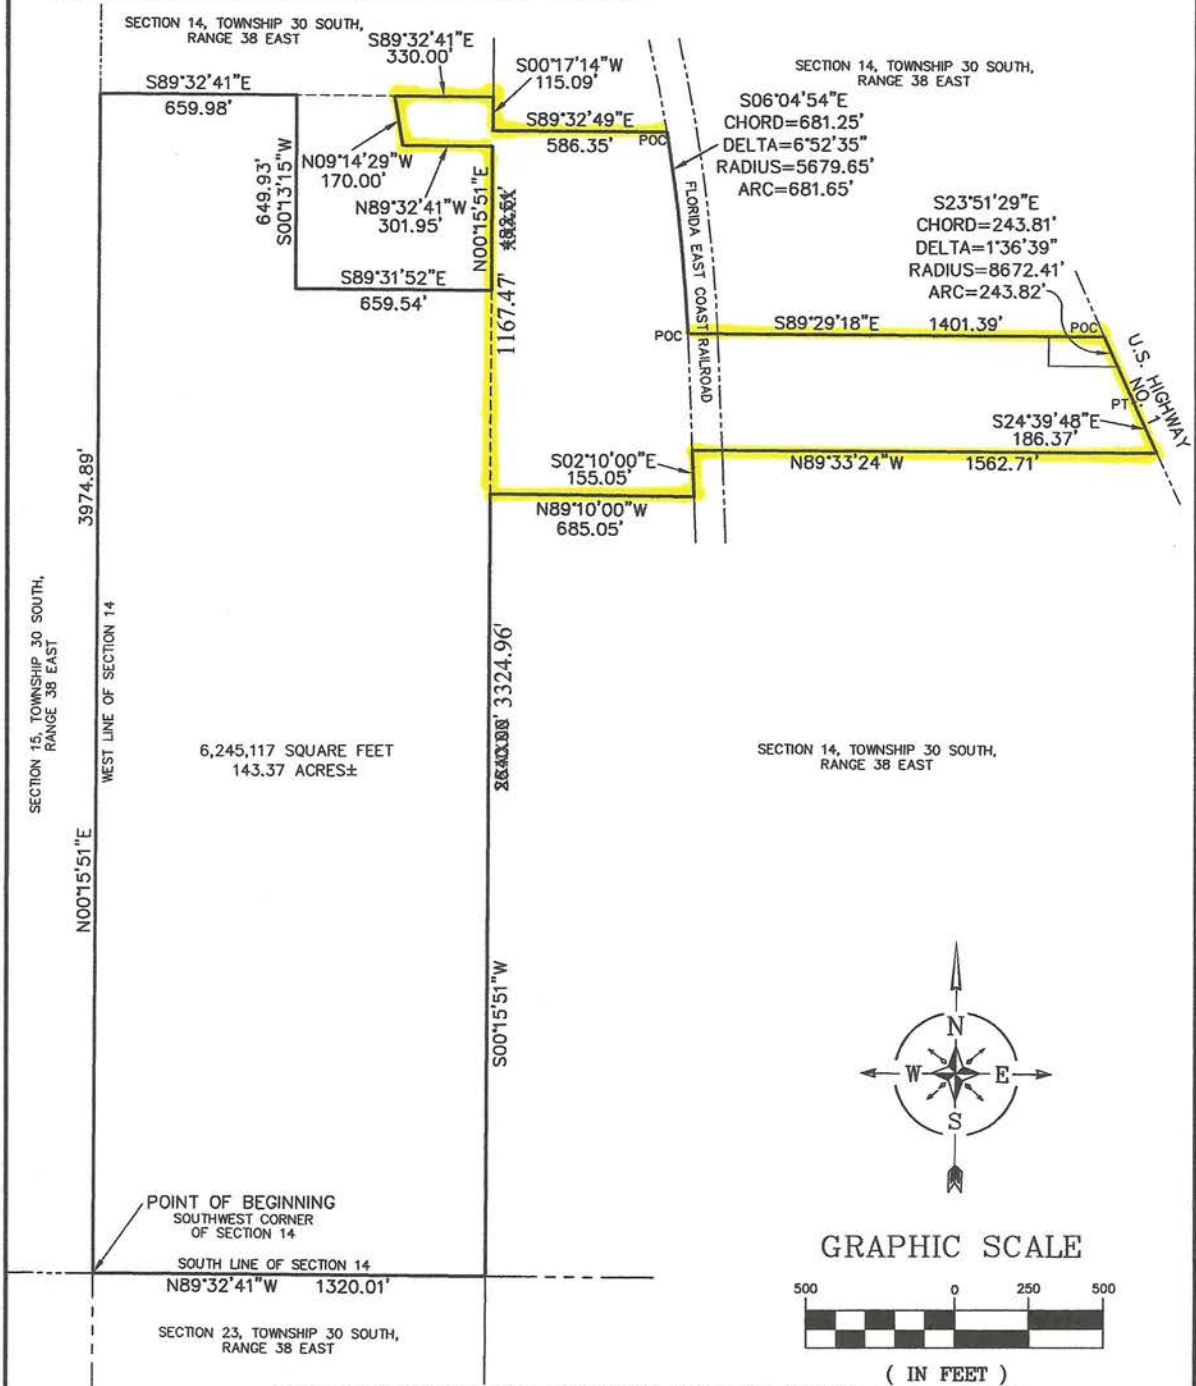 SECTION 14, TOWNSHIP 30 SOUTH,
RANGE 38 EAST
S89°32'41"E
330.00'
S00°17'14"W
115.09'
SECTION 14, TOWNSHIP 30 SOUTH,
RANGE 38 EAST
S89°32'41"E
659.98'
S89°32'49"E
586.35'
POC
S06°04'54"E
CHORD=681.25'
DELTA=6°52'35"
RADIUS=5679.65'
ARC=681.65'
N09°14'29"W
170.00'
649.93'
S00°13'15"W
N89°32'41"W
301.95'
N00°15'51"E
1167.47'
FLORIDA EAST COAST RAILROAD
S23°51'29"E
CHORD=243.81'
DELTA=1°36'39"
RADIUS=8672.41'
ARC=243.82'
S89°31'52"E
659.54'
POC
S89°29'18"E 1401.39'
POC
U.S. HIGHWAY
NO. 1
PT
S24°39'48"E
186.37'
S02°10'00"E
155.05'
N89°33'24"W 1562.71'
N89°10'00"W
685.05'
3974.89'
SECTION 15, TOWNSHIP 30 SOUTH,
RANGE 38 EAST
WEST LINE OF SECTION 14
N00°15'51"E
6,245,117 SQUARE FEET
143.37 ACRES±
3324.96'
S00°15'51"W
SECTION 14, TOWNSHIP 30 SOUTH,
RANGE 38 EAST
N
W E
S
POINT OF BEGINNING
SOUTHWEST CORNER
OF SECTION 14
SOUTH LINE OF SECTION 14
N89°32'41"W 1320.01'
SECTION 23, TOWNSHIP 30 SOUTH,
RANGE 38 EAST
GRAPHIC SCALE
500 0 250 500
( IN FEET )